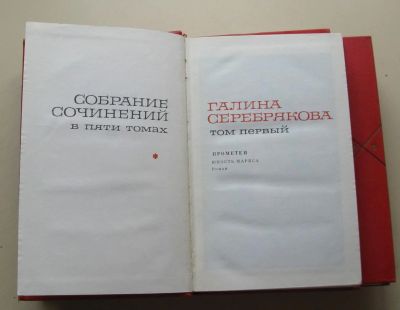 СОБРАНИЕ
СОЧИНЕНИЙ
В ПЯТИ ТОМАХ
*
ГАЛИНА
СЕРЕБРЯКОВА
ТОМ ПЕРВЫЙ
ПРОМЕТЕЙ
ЮНОСТЬ МАРКСА
Роман